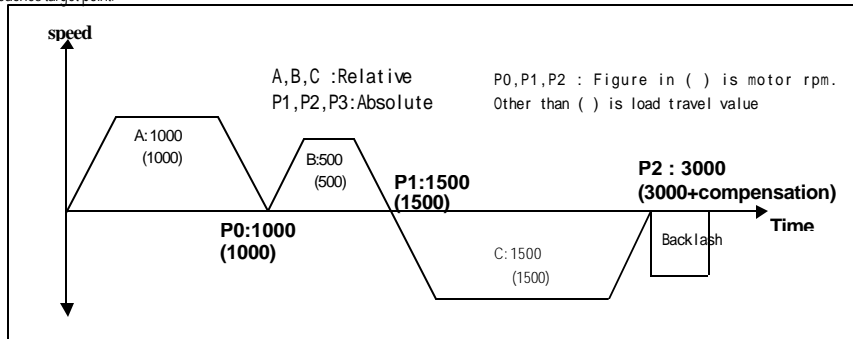 speed
A,B,C :Relative
P1,P2,P3:Absolute
P0,P1,P2 : Figure in ( ) is motor rpm.
Other than ( ) is load travel value
A:1000
(1000)
B:500
(500)
P0:1000
(1000)
P1:1500
(1500)
P2 : 3000
(3000+compensation)
Time
Backlash
C:1500
(1500)